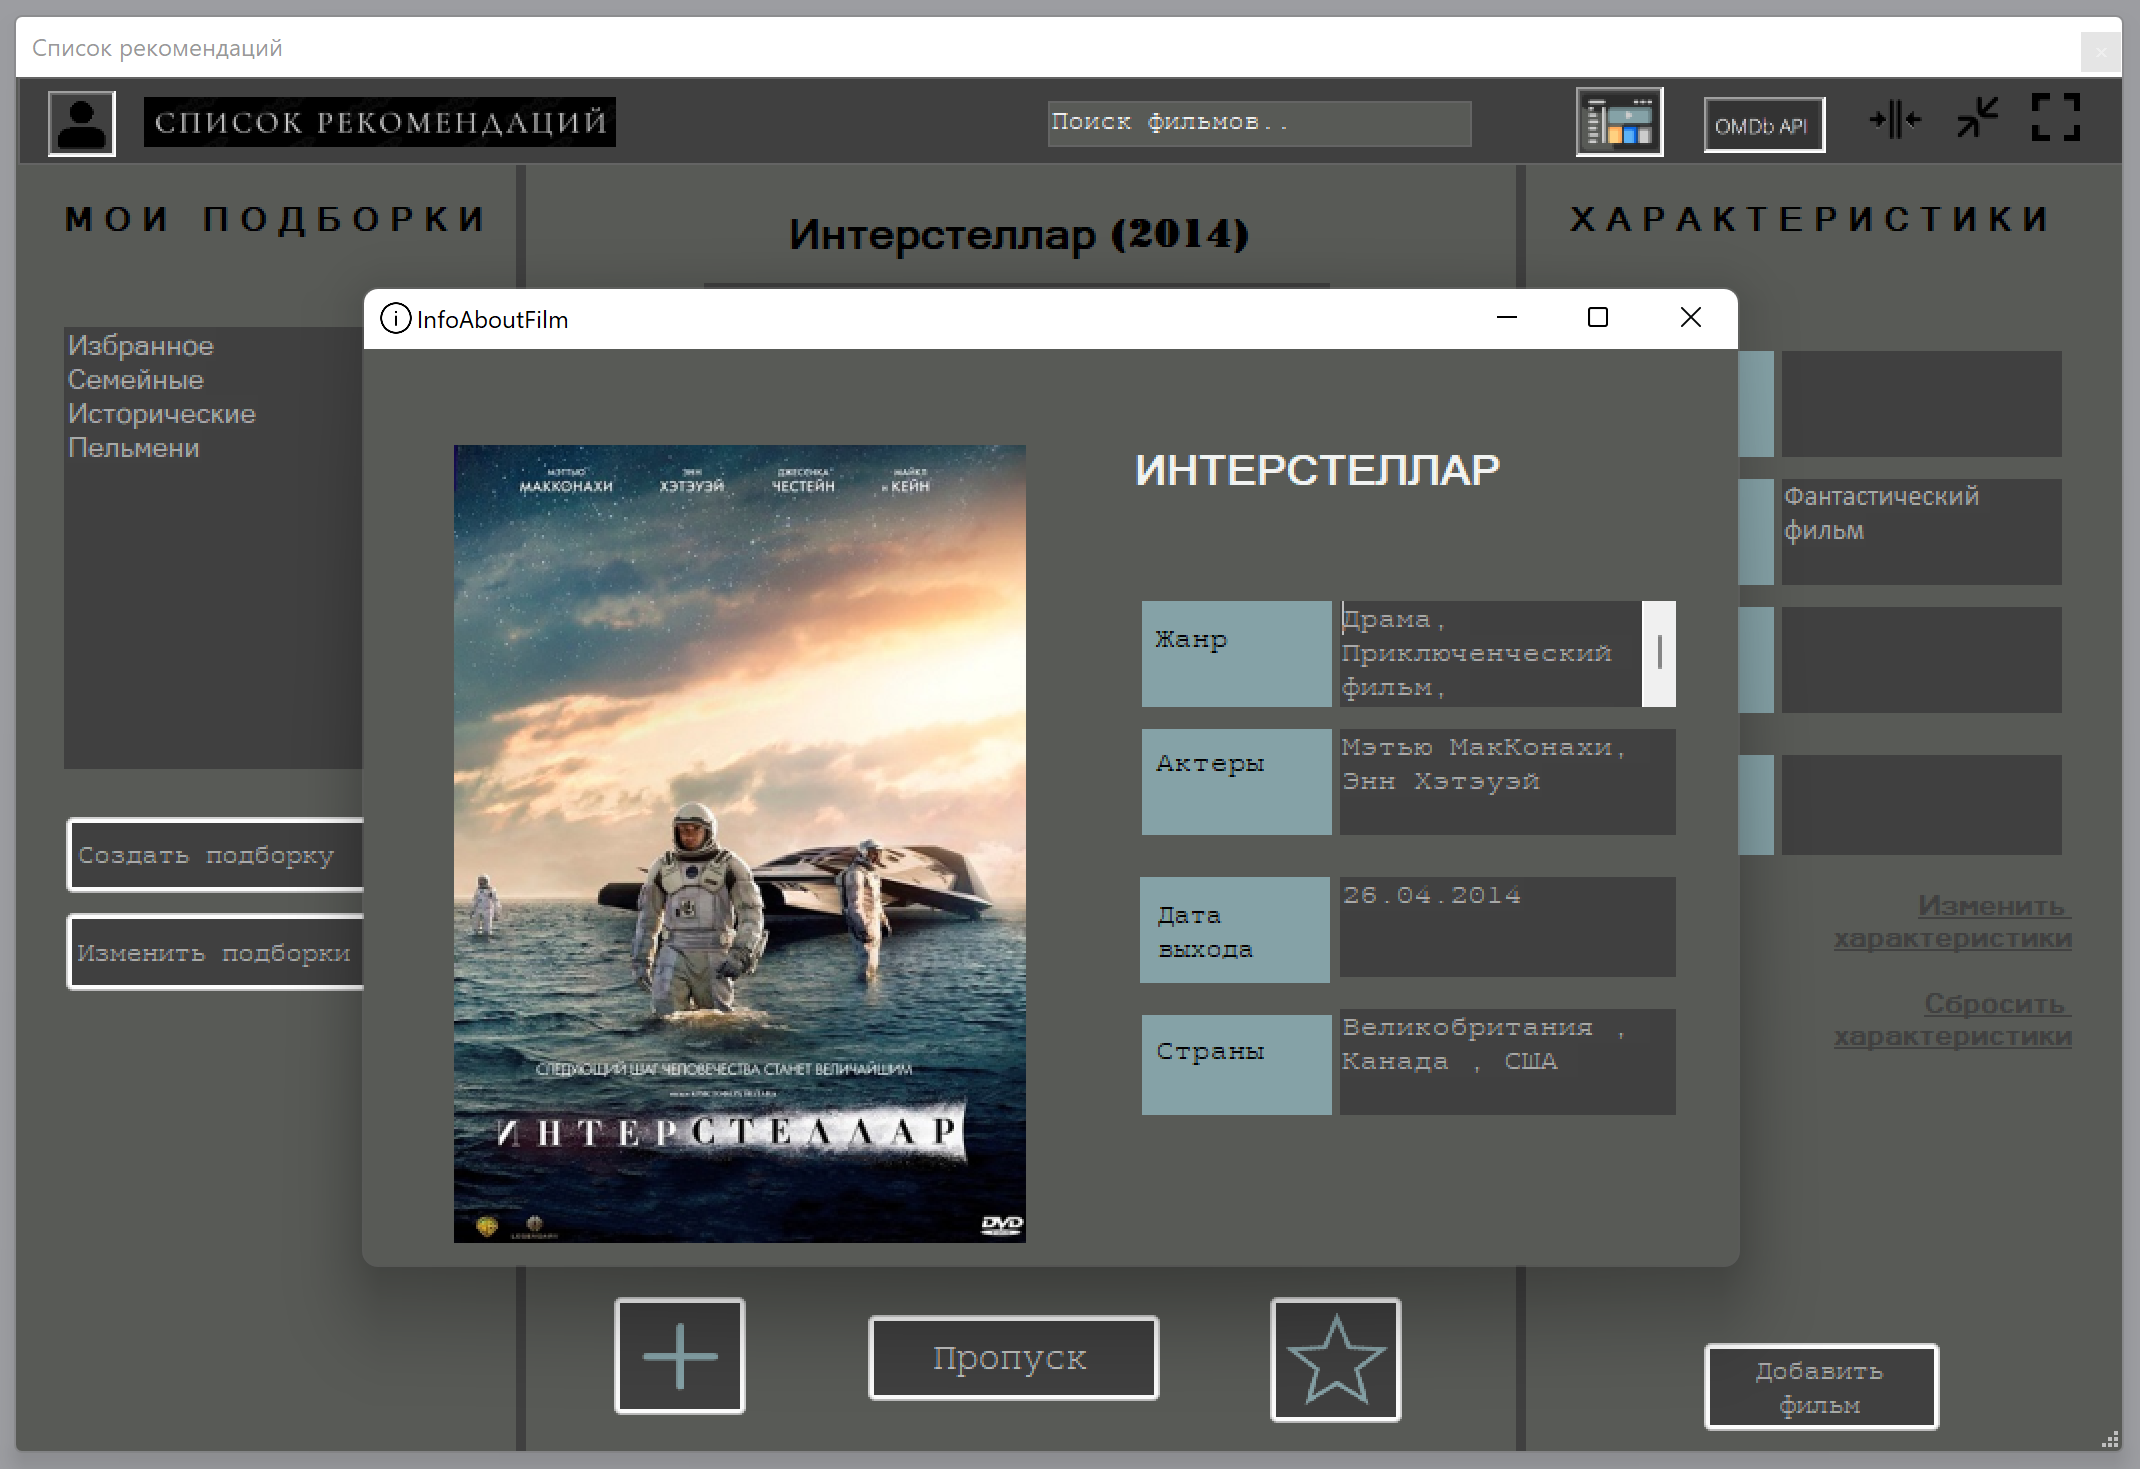 Список рекомендаций
СПИСОК РЕКОМЕНДАЦИЙ
Поиск фильмов..
OMDb API
МОИ ПОДБОРКИ
Избранное
Семейные
Исторические
Пельмени
Создать подборку
Изменить подборки
Интерстеллар (2014)
InfoAboutFilm
МЭТТЬЮ
МАККОНАХИ
ЭНН
ХЭТЭУЭЙ
ДЖЕССИКА
ЧЕСТЕЙН
МАЙКЛ
и КЕЙН
СЛЕДУЮЩИЙ ШАГ ЧЕЛОВЕЧЕСТВА СТАНЕТ ВЕЛИЧАЙШИМ
ИНТЕРСТЕЛЛАР
DVD
ИНТЕРСТЕЛЛАР
Жанр
Драма,
Приключенческий
фильм,
Актеры
Мэтью МакКонахи,
Энн Хэтэуэй
Дата
выхода
26.04.2014
Страны
Великобритания ,
Канада , США
Пропуск
ХАРАКТЕРИСТИКИ
Фантастический
фильм
Изменить
характеристики
Сбросить
характеристики
Добавить
фильм